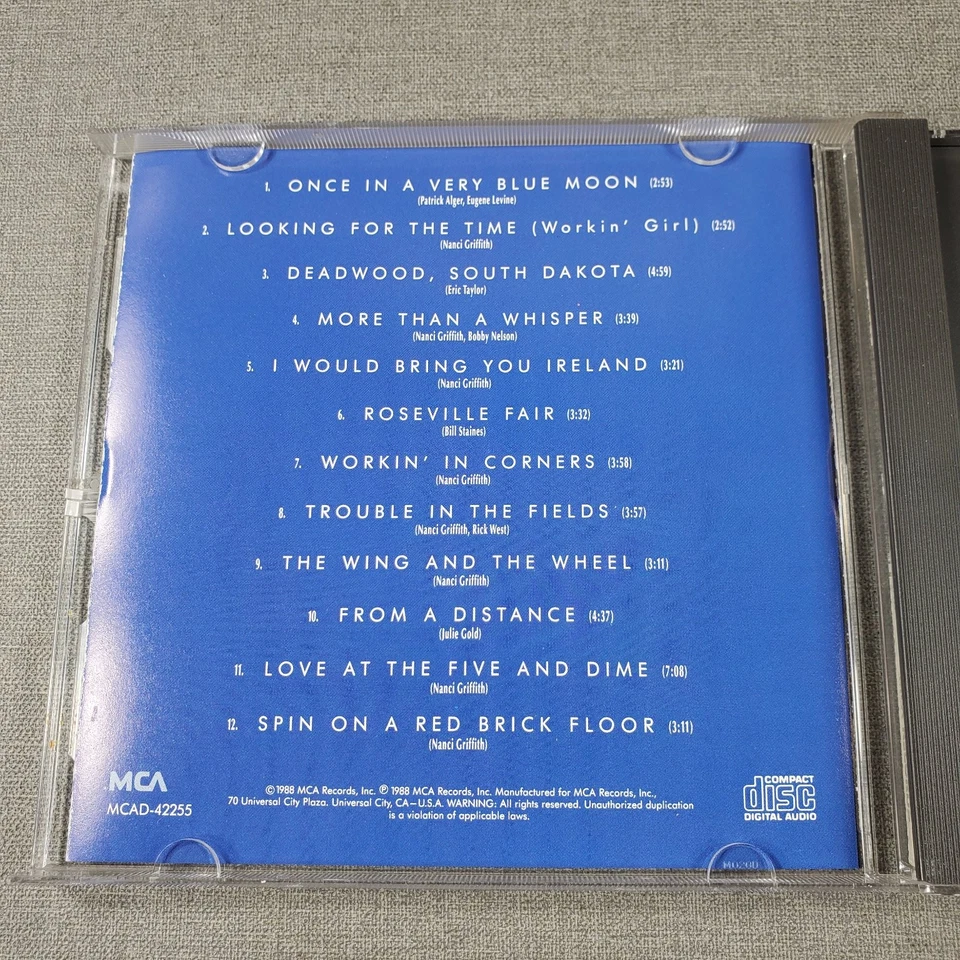 1. ONCE IN A VERY BLUE MOON (2:53)
(Patrick Alger, Eugene Levine)
2. LOOKING FOR THE TIME (Workin' Girl) (2:52)
(Nanci Griffith)
3. DEADWOOD, SOUTH DAKOTA (4:59)
(Eric Taylor)
4. MORE THAN A WHISPER (3:39)
(Nanci Griffith, Bobby Nelson)
5. I WOULD BRING YOU IRELAND (3:21)
(Nanci Griffith)
6. ROSEVILLE FAIR (3:32)
(Bill Staines)
7. WORKIN' IN CORNERS (3:58)
(Nanci Griffith)
8. TROUBLE IN THE FIELDS (3:57)
(Nanci Griffith, Rick West)
9. THE WING AND THE WHEEL (3:11)
(Nanci Griffith)
10. FROM A DISTANCE (4:37)
(Julie Gold)
11. LOVE AT THE FIVE AND DIME (7:08)
(Nanci Griffith)
12. SPIN ON A RED BRICK FLOOR (3:11)
(Nanci Griffith)
MCA
MCAD-42255
©1988 MCA Records, Inc. ℗ 1988 MCA Records, Inc. Manufactured for MCA Records, Inc.,
70 Universal City Plaza. Universal City, CA—U.S.A. WARNING: All rights reserved. Unauthorized duplication
is a violation of applicable laws.
COMPACT
disc
DIGITAL AUDIO